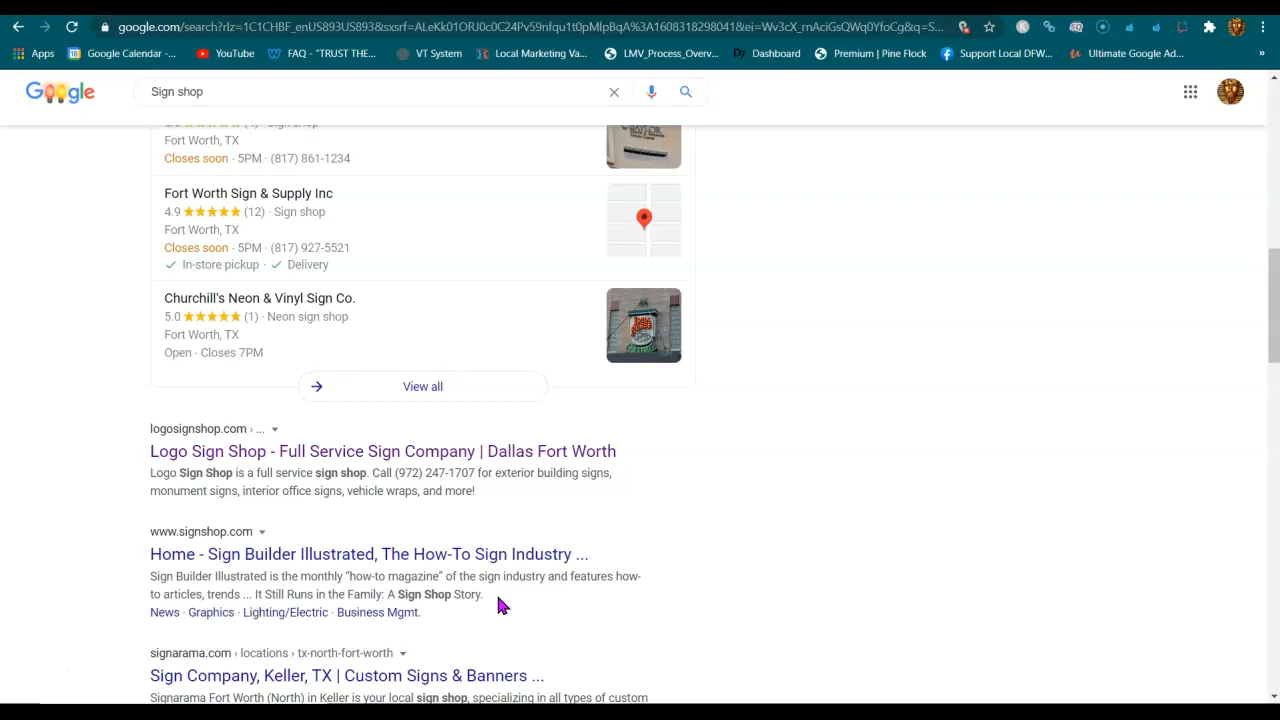 google.com/search?rlz=1C1CHBF_enUS893US893&sxsrf=ALeKk01ORJ0c0C24Pv59nfqu1t0pMlpBqA%3A1608318298041&ei=Wv3cX_rnAciGsQWq0YfoCg&q=S...
Apps Google Calendar -... YouTube FAQ - "TRUST THE... VT System Local Marketing Va... LMV_Process_Overv... Dashboard Premium | Pine Flock Support Local DFW... Ultimate Google Ad... »
Google Sign shop
Fort Worth, TX
Closes soon · 5PM · (817) 861-1234
Fort Worth Sign & Supply Inc
4.9 ★★★★★ (12) · Sign shop
Fort Worth, TX
Closes soon · 5PM · (817) 927-5521
✓ In-store pickup · ✓ Delivery
Churchill's Neon & Vinyl Sign Co.
5.0 ★★★★★ (1) · Neon sign shop
Fort Worth, TX
Open · Closes 7PM
View all
logosignshop.com › ...
Logo Sign Shop - Full Service Sign Company | Dallas Fort Worth
Logo Sign Shop is a full service sign shop. Call (972) 247-1707 for exterior building signs,
monument signs, interior office signs, vehicle wraps, and more!
www.signshop.com
Home - Sign Builder Illustrated, The How-To Sign Industry ...
Sign Builder Illustrated is the monthly “how-to magazine” of the sign industry and features how-
to articles, trends ... It Still Runs in the Family: A Sign Shop Story.
News · Graphics · Lighting/Electric · Business Mgmt.
signarama.com › locations › tx-north-fort-worth
Sign Company, Keller, TX | Custom Signs & Banners ...
Signarama Fort Worth (North) in Keller is your local sign shop, specializing in all types of custom